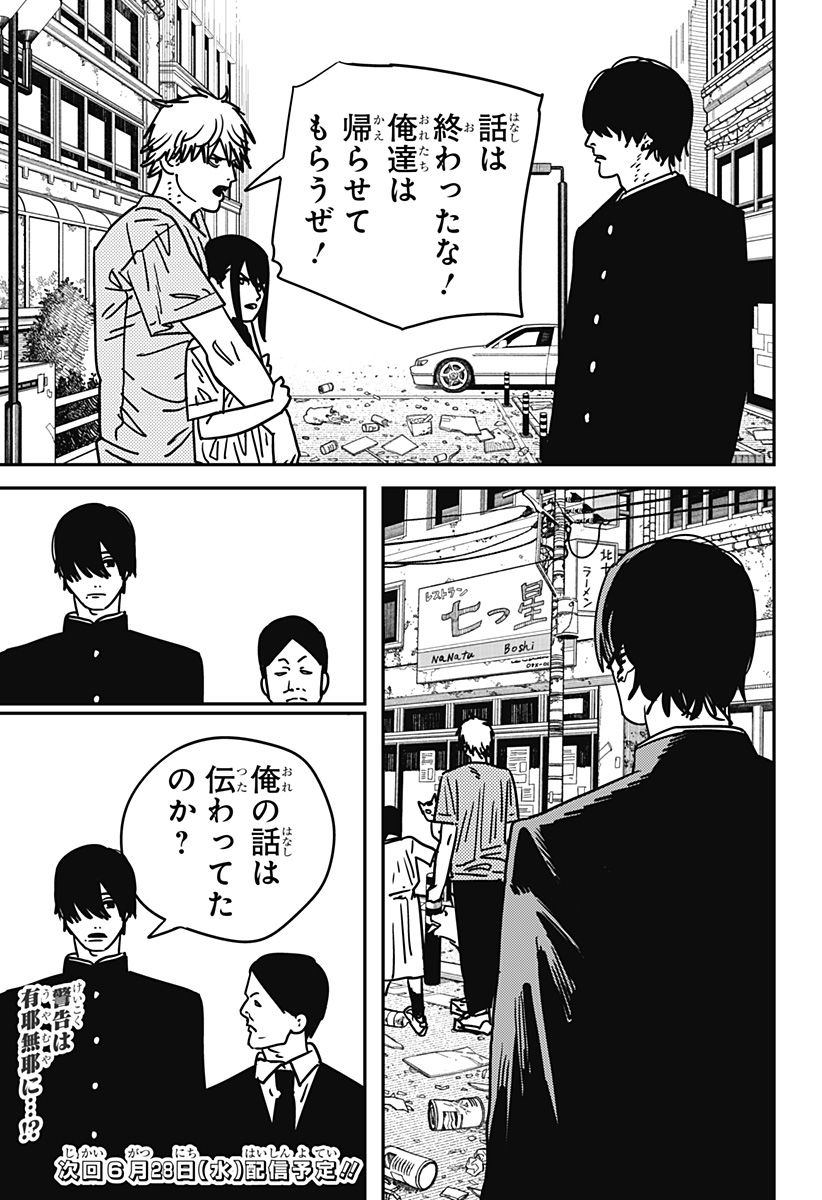 話は
終わったな！
俺達は
帰らせて
もらうぜ！
北
ラーメン
レストラン
七つ星
NaNatu Boshi
俺の話は
伝わってた
のか？
警告は
有耶無耶に…!?
次回6月28日(水)配信予定!!